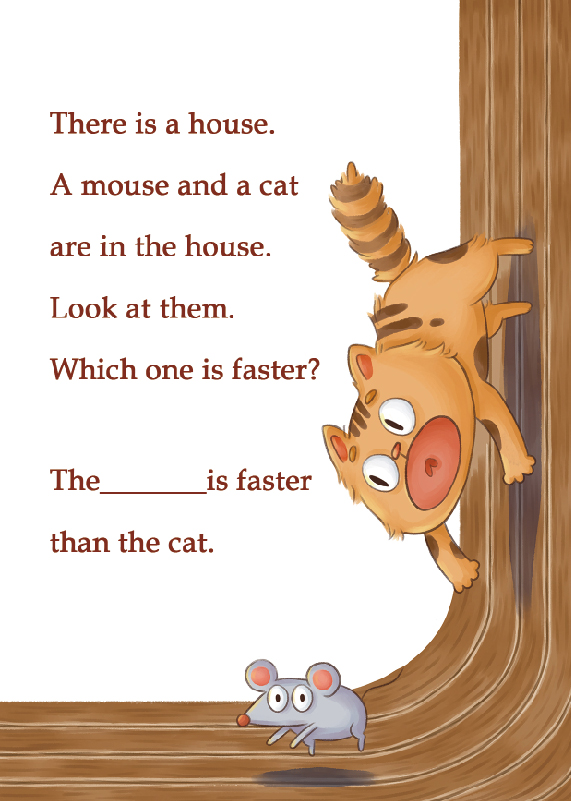 There is a house.
A mouse and a cat
are in the house.
Look at them.
Which one is faster?
The_______is faster
than the cat.